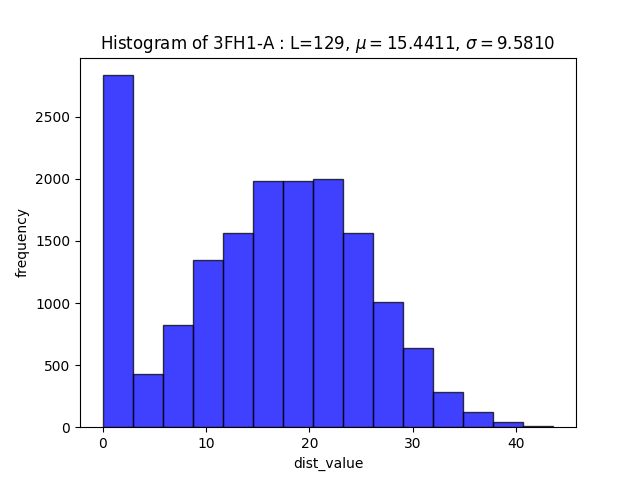 Histogram of 3FH1-A : L=129, μ = 15.4411, σ = 9.5810
frequency
2500
2000
1500
1000
500
0
0 10 20 30 40
dist_value